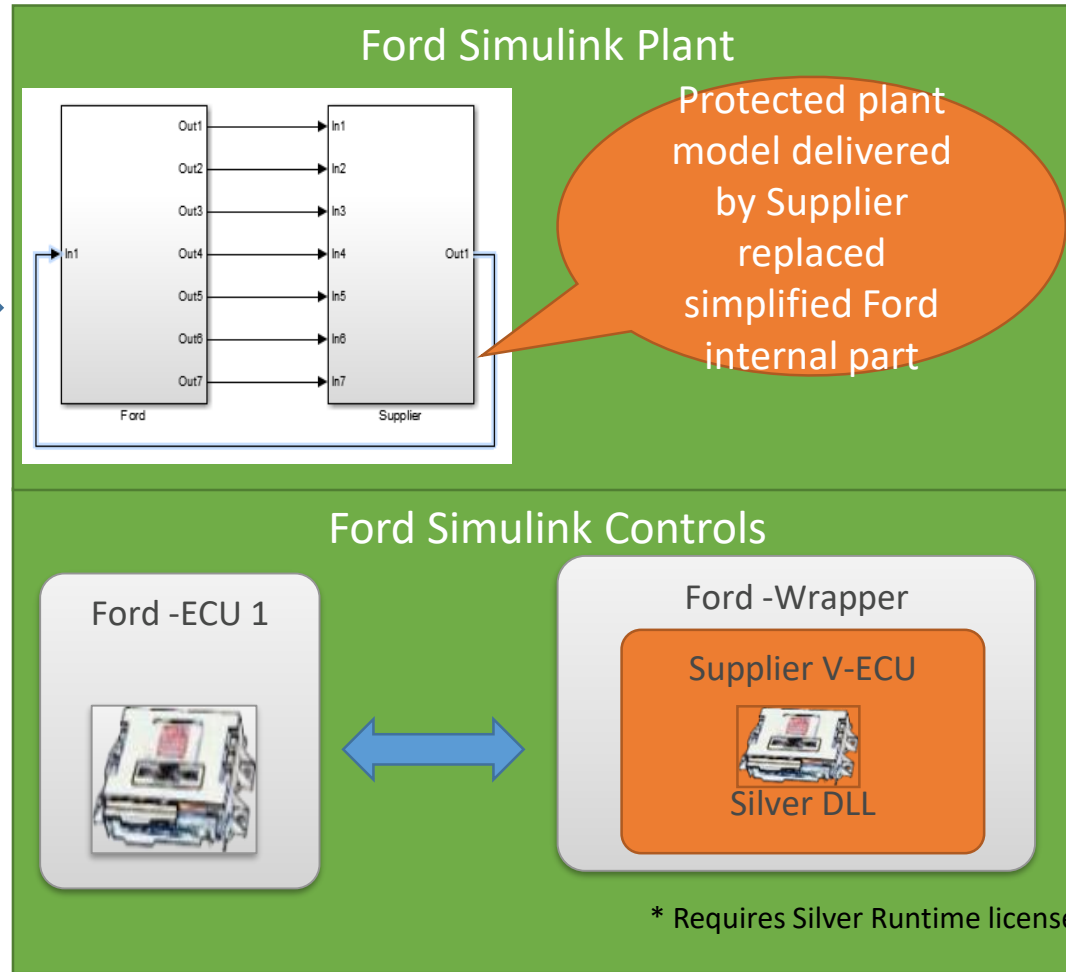 Ford Simulink Plant
Out1
In1
Out2
In2
Out3
In3
In1
Out4
In4
Out1
Out5
In5
Out6
In6
Out7
In7
Ford
Supplier
Protected plant
model delivered
by Supplier
replaced
simplified Ford
internal part
Ford Simulink Controls
Ford -ECU 1
Ford -Wrapper
Supplier V-ECU
Silver DLL
* Requires Silver Runtime license